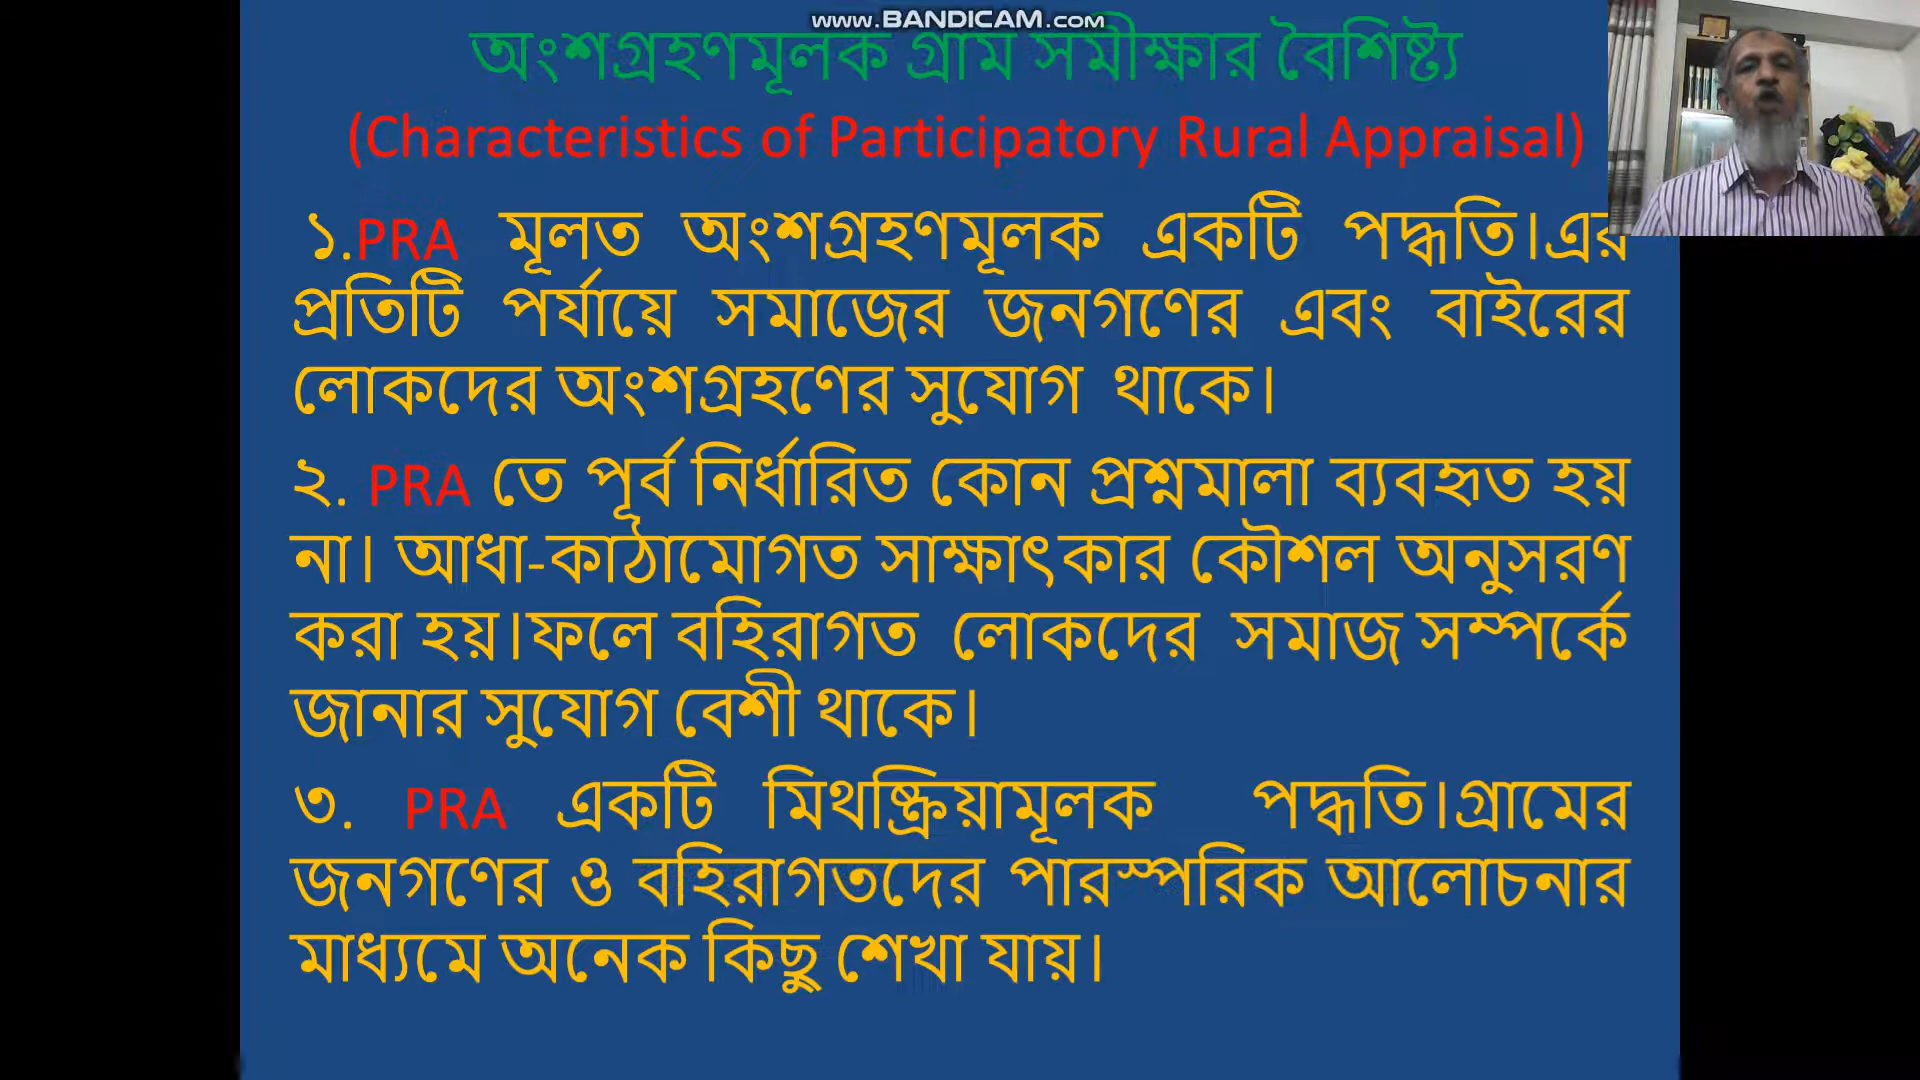 www.BANDICAM.com
অংশগ্রহণমূলক গ্রাম সমীক্ষার বৈশিষ্ট্য
(Characteristics of Participatory Rural Appraisal)
১.PRA মূলত অংশগ্রহণমূলক একটি পদ্ধতি।এর
প্রতিটি পর্যায়ে সমাজের জনগণের এবং বাইরের
লোকদের অংশগ্রহণের সুযোগ থাকে।
২. PRA তে পূর্ব নির্ধারিত কোন প্রশ্নমালা ব্যবহৃত হয়
না। আধা-কাঠামোগত সাক্ষাৎকার কৌশল অনুসরণ
করা হয়।ফলে বহিরাগত লোকদের সমাজ সম্পর্কে
জানার সুযোগ বেশী থাকে।
৩. PRA একটি মিথষ্ক্রিয়ামূলক পদ্ধতি।গ্রামের
জনগণের ও বহিরাগতদের পারস্পরিক আলোচনার
মাধ্যমে অনেক কিছু শেখা যায়।